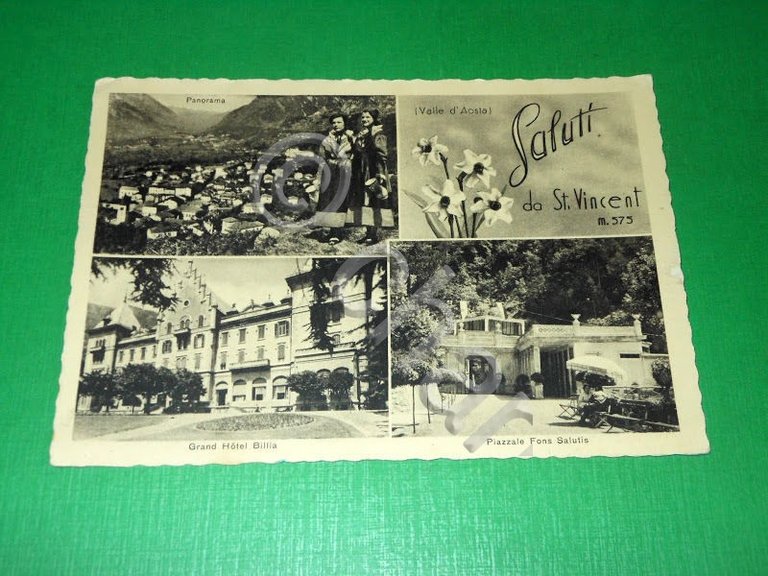 Panorama
(Valle d'Aosta)
Saluti
da St. Vincent
m. 575
Grand Hôtel Billia
Piazzale Fons Salutis
©